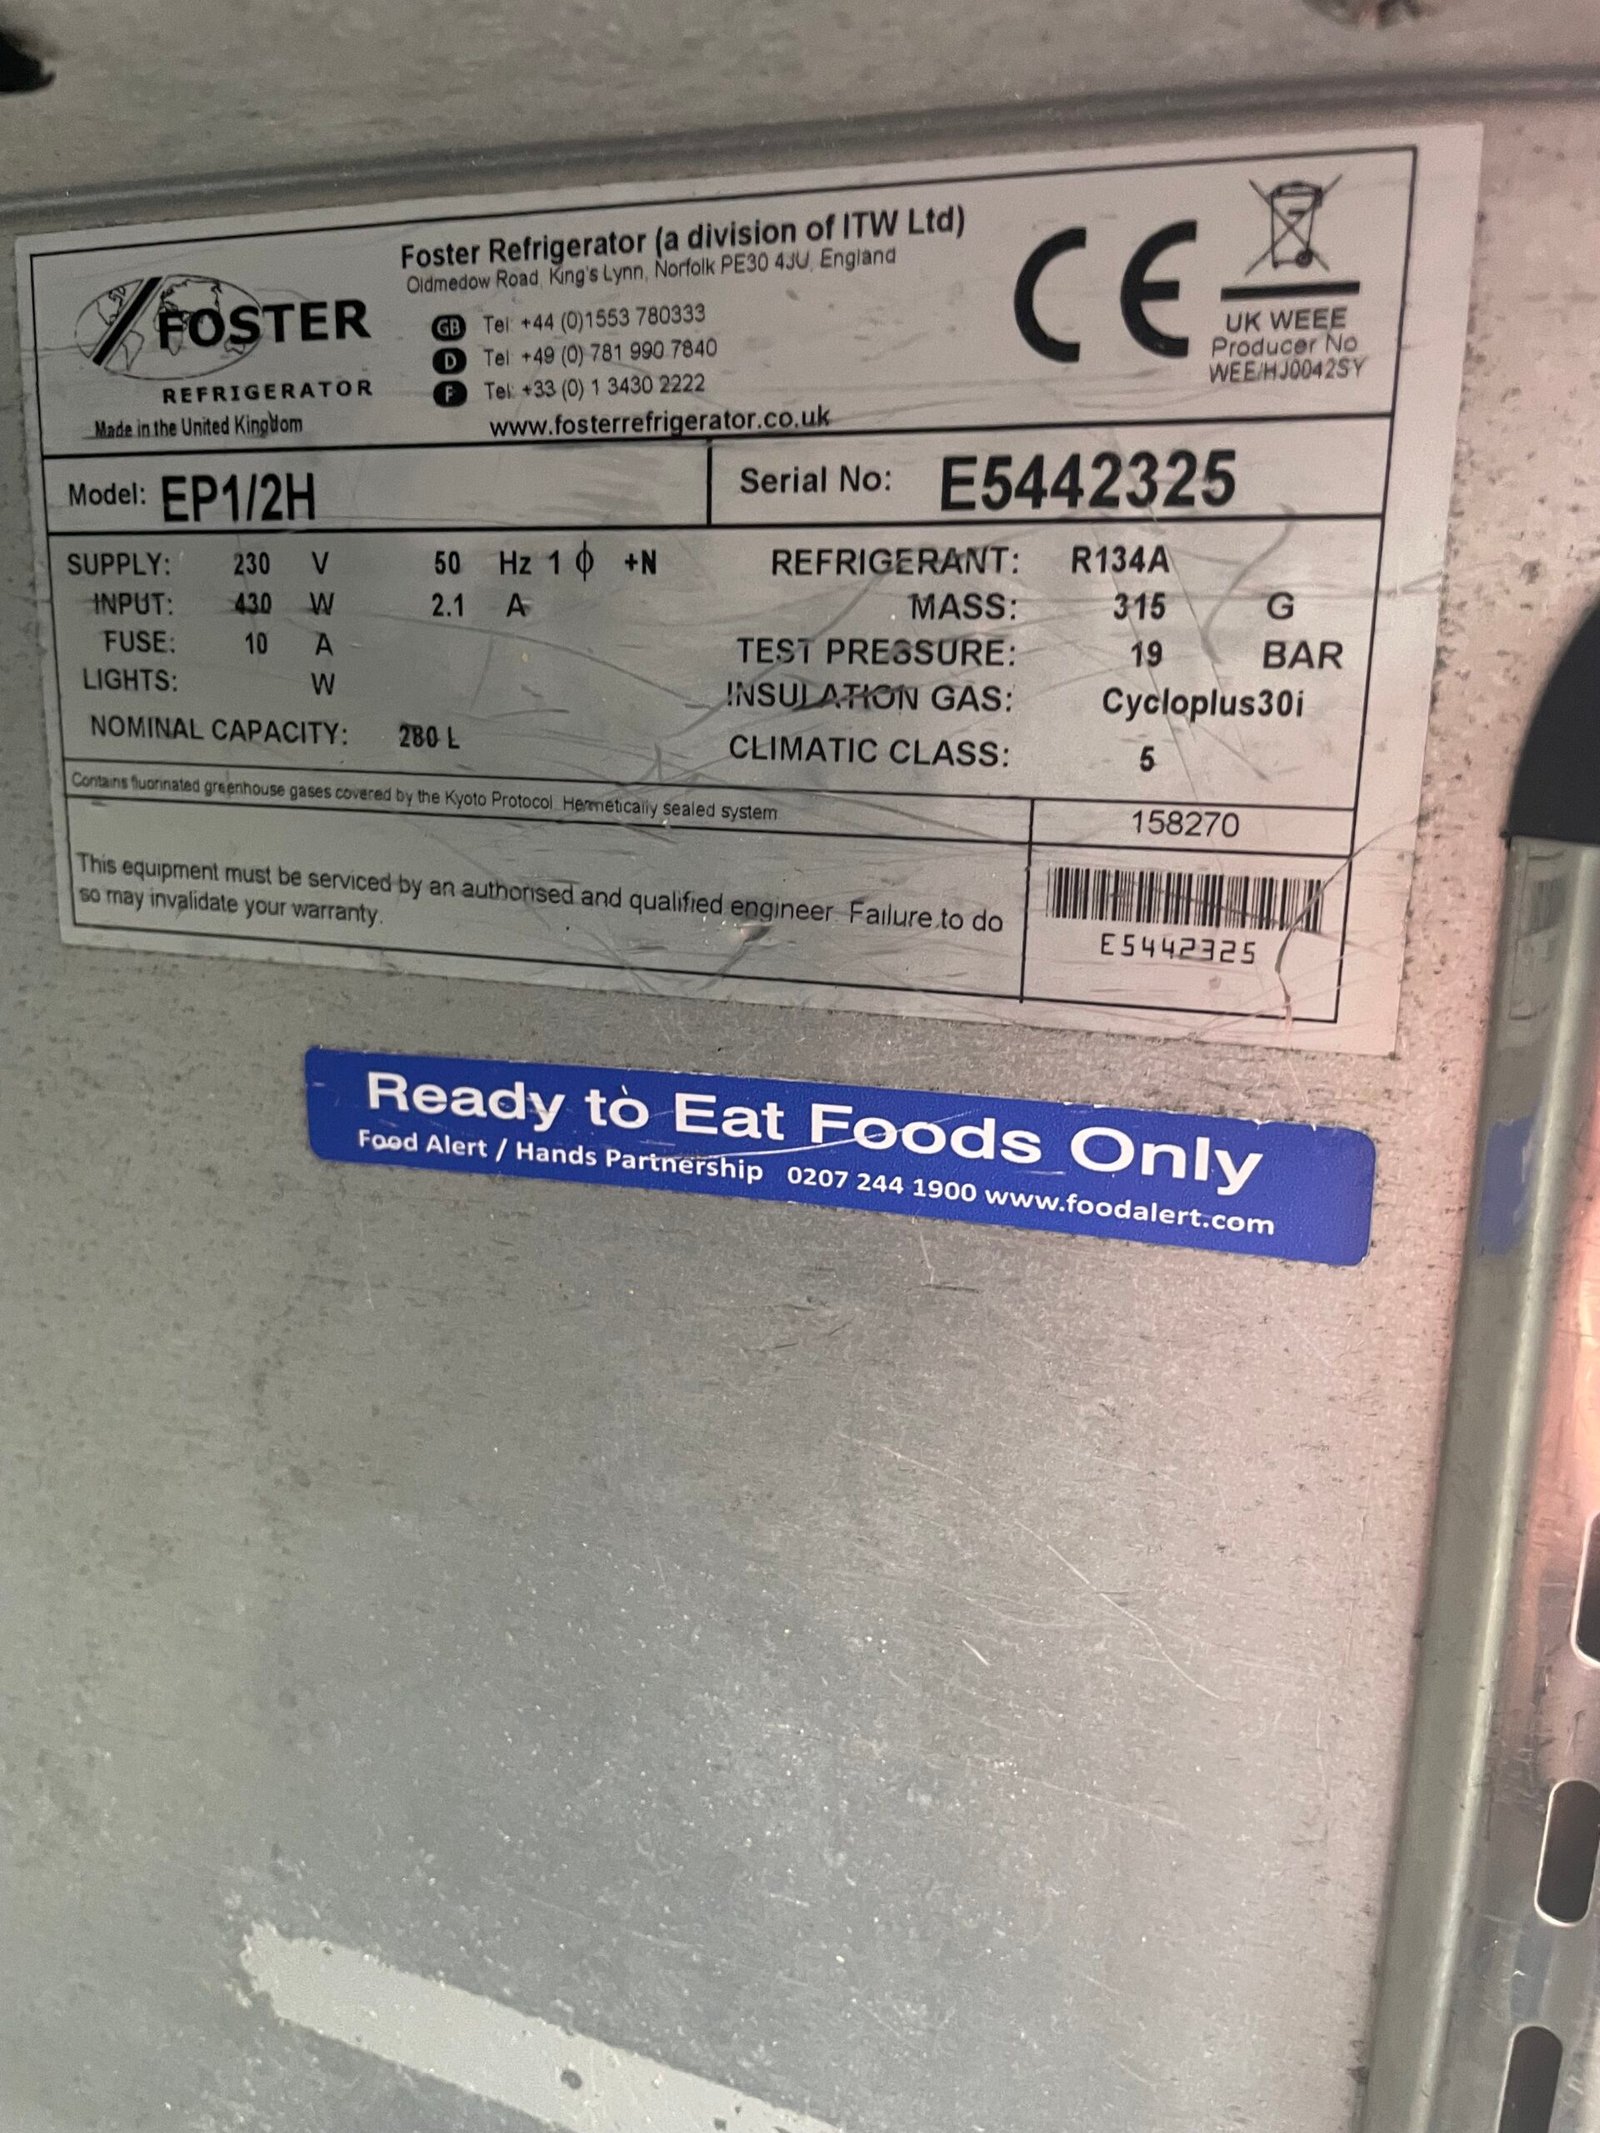 FOSTER
REFRIGERATOR
Made in the United Kingdom
Foster Refrigerator (a division of ITW Ltd)
Oldmedow Road, King's Lynn, Norfolk PE30 4JU, England
GB Tel: +44 (0)1553 780333
D Tel: +49 (0) 781 990 7840
F Tel: +33 (0) 1 3430 2222
www.fosterrefrigerator.co.uk
CE
UK WEEE
Producer No
WEE/HJ0042SY
Model: EP1/2H
Serial No: E5442325
SUPPLY: 230 V 50 Hz 1 ϕ +N
INPUT: 430 W 2.1 A
FUSE: 10 A
LIGHTS: W
NOMINAL CAPACITY: 280 L
REFRIGERANT: R134A
MASS: 315 G
TEST PRESSURE: 19 BAR
INSULATION GAS: Cycloplus30i
CLIMATIC CLASS: 5
Contains fluorinated greenhouse gases covered by the Kyoto Protocol. Hermetically sealed system
158270
This equipment must be serviced by an authorised and qualified engineer. Failure to do
so may invalidate your warranty.
E5442325
Ready to Eat Foods Only
Food Alert / Hands Partnership 0207 244 1900 www.foodalert.com